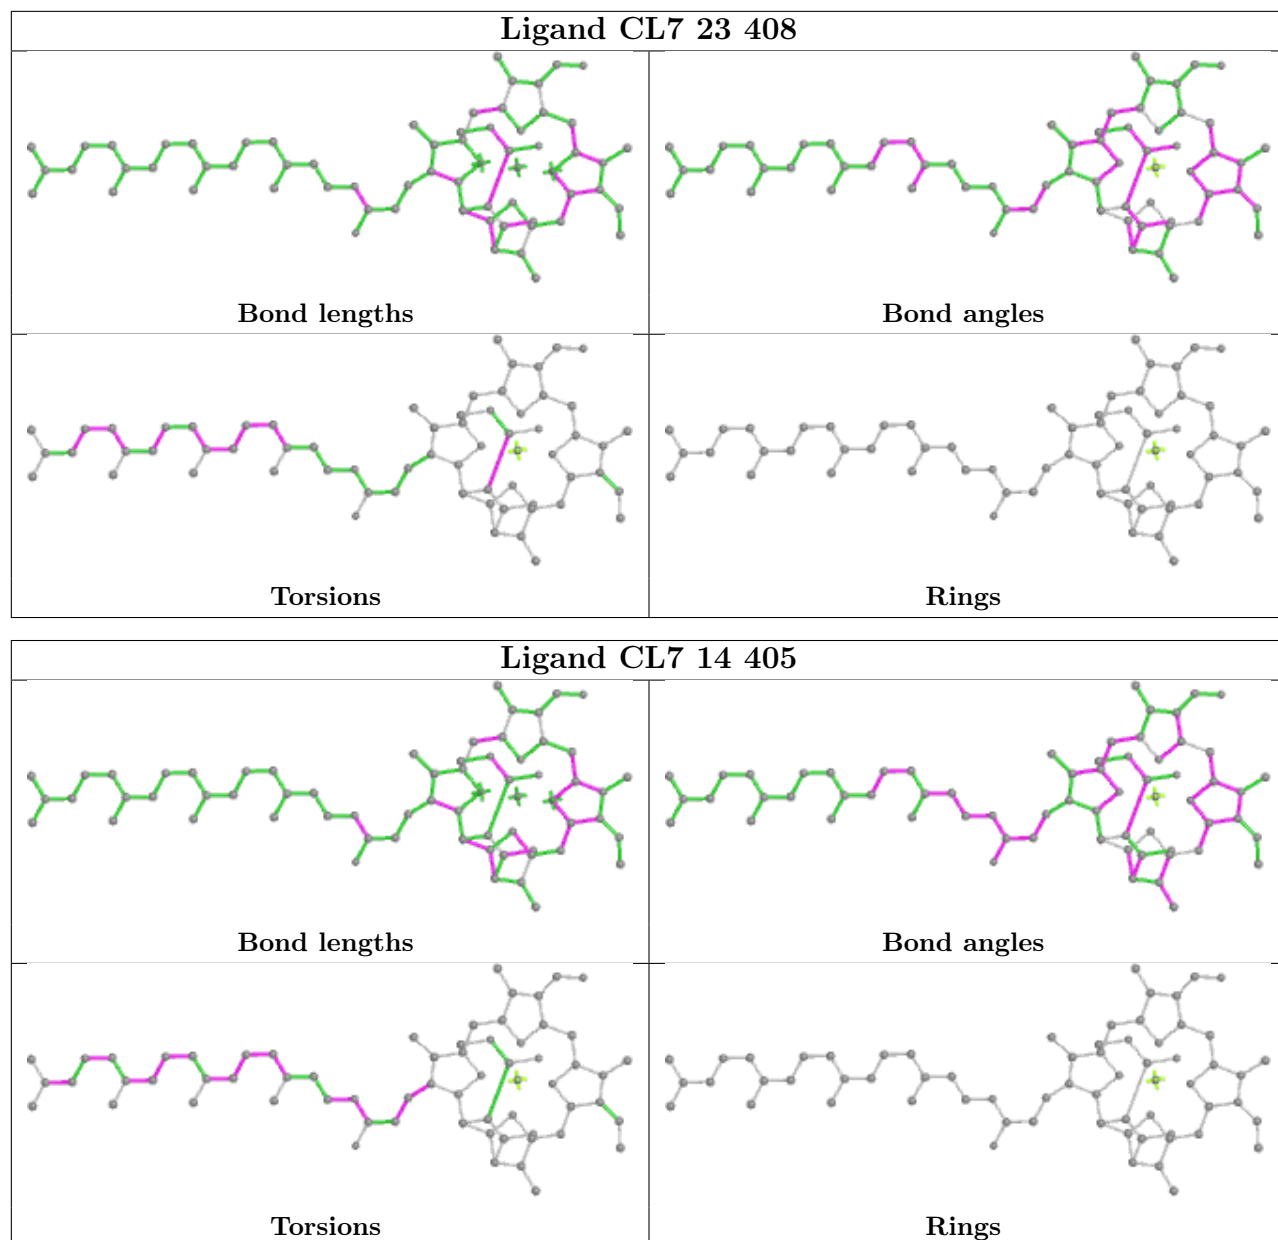 Ligand CL7 23 408
Bond lengths
Bond angles
Torsions
Rings
Ligand CL7 14 405
Bond lengths
Bond angles
Torsions
Rings